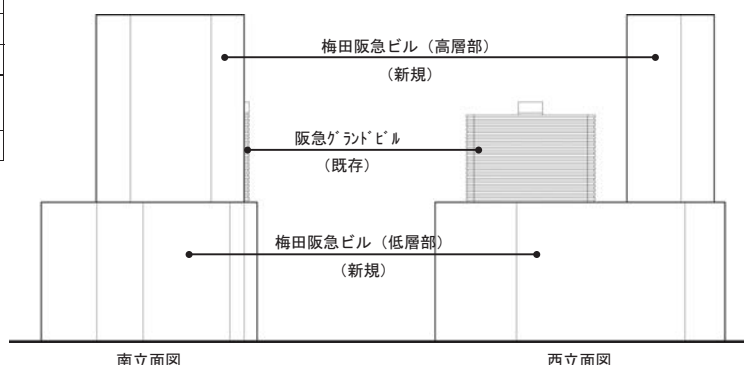 梅田阪急ビル（高層部）
（新規）
阪急ｸﾞﾗﾝﾄﾞﾋﾞﾙ
（既存）
梅田阪急ビル（低層部）
（新規）
南立面図
西立面図